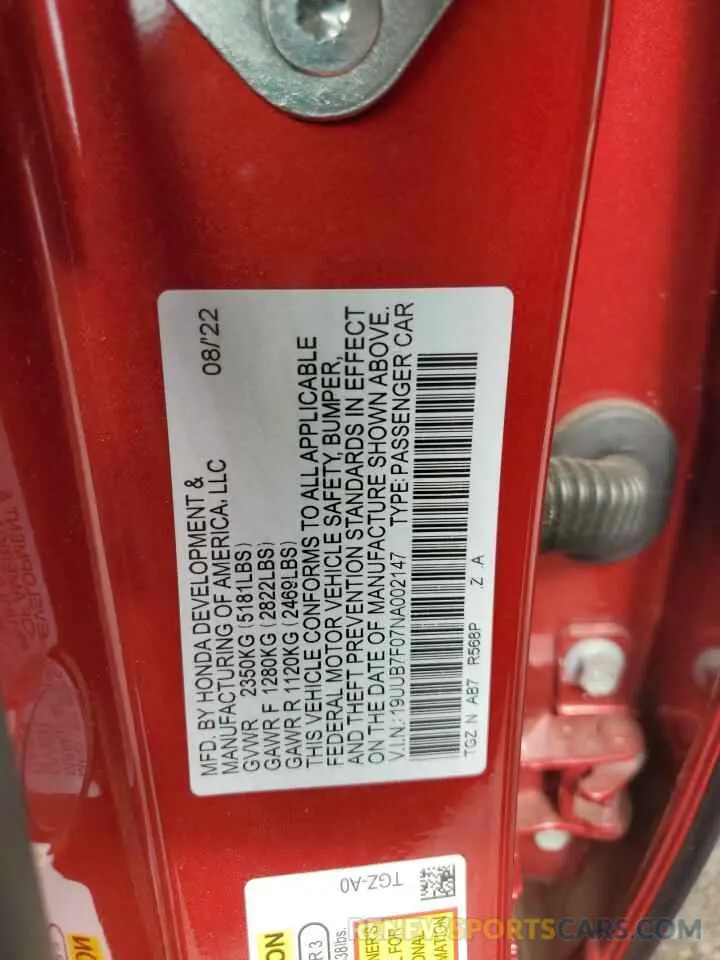 MFD. BY HONDA DEVELOPMENT & 08/'22
MANUFACTURING OF AMERICA, LLC
GVWR 2350KG (5181LBS)
GAWR F 1280KG (2822LBS)
GAWR R 1120KG (2469LBS)
THIS VEHICLE CONFORMS TO ALL APPLICABLE
FEDERAL MOTOR VEHICLE SAFETY, BUMPER,
AND THEFT PREVENTION STANDARDS IN EFFECT
ON THE DATE OF MANUFACTURE SHOWN ABOVE.
V.I.N.: 19UUB7F07NA002147 TYPE: PASSENGER CAR
TGZ N AB7 R568P .Z .A
TGZ-A0
38lbs.
RENEWSPORTSCARS.COM